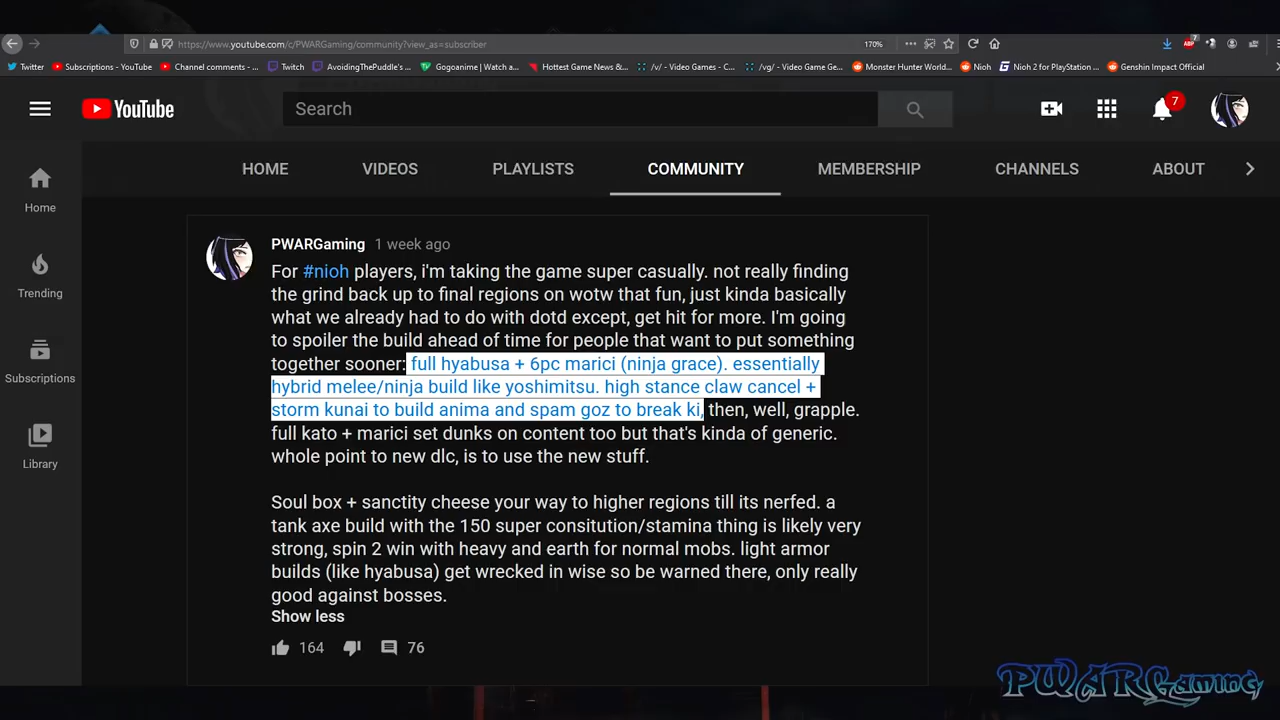 https://www.youtube.com/c/PWARGaming/community?view_as=subscriber
170%
7
Twitter
Subscriptions - YouTube
Channel comments - ...
Twitch
AvoidingThePuddle's...
Gogoanime | Watch a...
Hottest Game News &...
/v/ - Video Games - C...
/vg/ - Video Game Ge...
Monster Hunter World...
Nioh
Nioh 2 for PlayStation ...
Genshin Impact Official
YouTube
Search
7
HOME
VIDEOS
PLAYLISTS
COMMUNITY
MEMBERSHIP
CHANNELS
ABOUT
Home
Trending
Subscriptions
Library
PWARGaming 1 week ago
For #nioh players, i'm taking the game super casually. not really finding
the grind back up to final regions on wotw that fun, just kinda basically
what we already had to do with dotd except, get hit for more. I'm going
to spoiler the build ahead of time for people that want to put something
together sooner: full hyabusa + 6pc marici (ninja grace). essentially
hybrid melee/ninja build like yoshimitsu. high stance claw cancel +
storm kunai to build anima and spam goz to break ki, then, well, grapple.
full kato + marici set dunks on content too but that's kinda of generic.
whole point to new dlc, is to use the new stuff.
Soul box + sanctity cheese your way to higher regions till its nerfed. a
tank axe build with the 150 super consitution/stamina thing is likely very
strong, spin 2 win with heavy and earth for normal mobs. light armor
builds (like hyabusa) get wrecked in wise so be warned there, only really
good against bosses.
Show less
164
76
PWARGaming